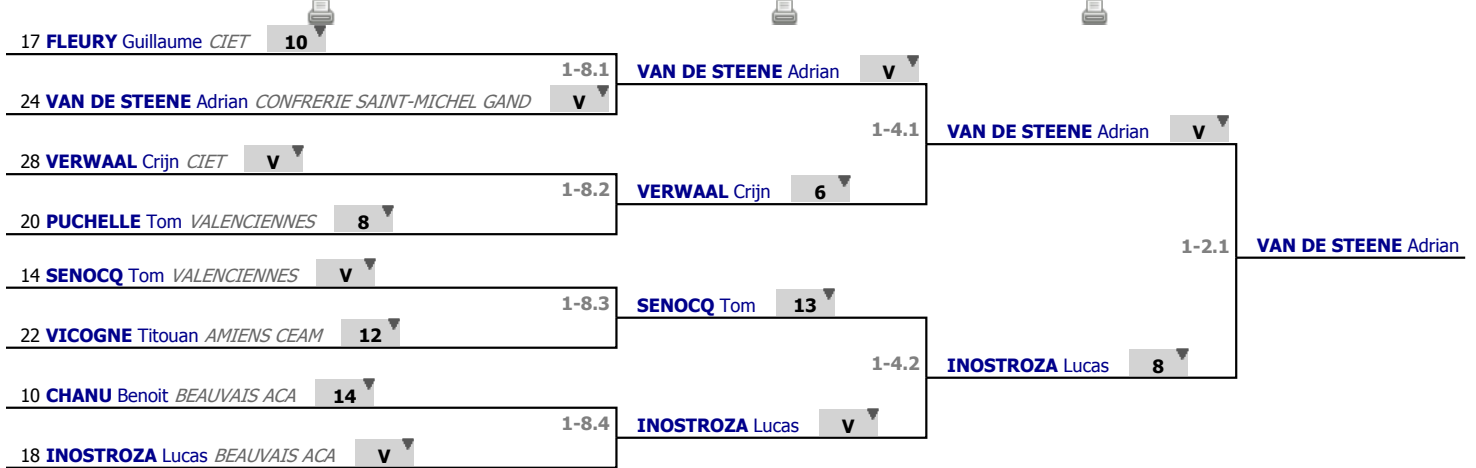 17 FLEURY Guillaume CIET 10
1-8.1
24 VAN DE STEENE Adrian CONFRERIE SAINT-MICHEL GAND V
28 VERWAAL Crijn CIET V
1-8.2
20 PUCHELLE Tom VALENCIENNES 8
14 SENOCQ Tom VALENCIENNES V
1-8.3
22 VICOGNE Titouan AMIENS CEAM 12
10 CHANU Benoit BEAUVAIS ACA 14
1-8.4
18 INOSTROZA Lucas BEAUVAIS ACA V
VAN DE STEENE Adrian V
1-4.1
VERWAAL Crijn 6
SENOCQ Tom 13
1-4.2
INOSTROZA Lucas V
VAN DE STEENE Adrian V
1-2.1
INOSTROZA Lucas 8
VAN DE STEENE Adrian